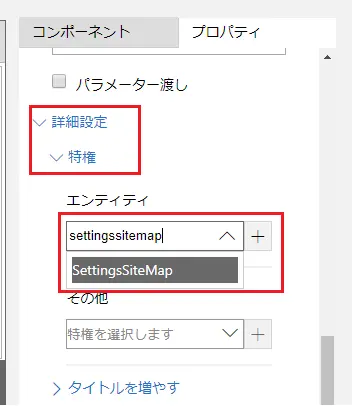 コンポーネント
プロパティ
パラメーター渡し
詳細設定
特権
エンティティ
settingssitemap
SettingsSiteMap
その他
特権を選択します
タイトルを増やす